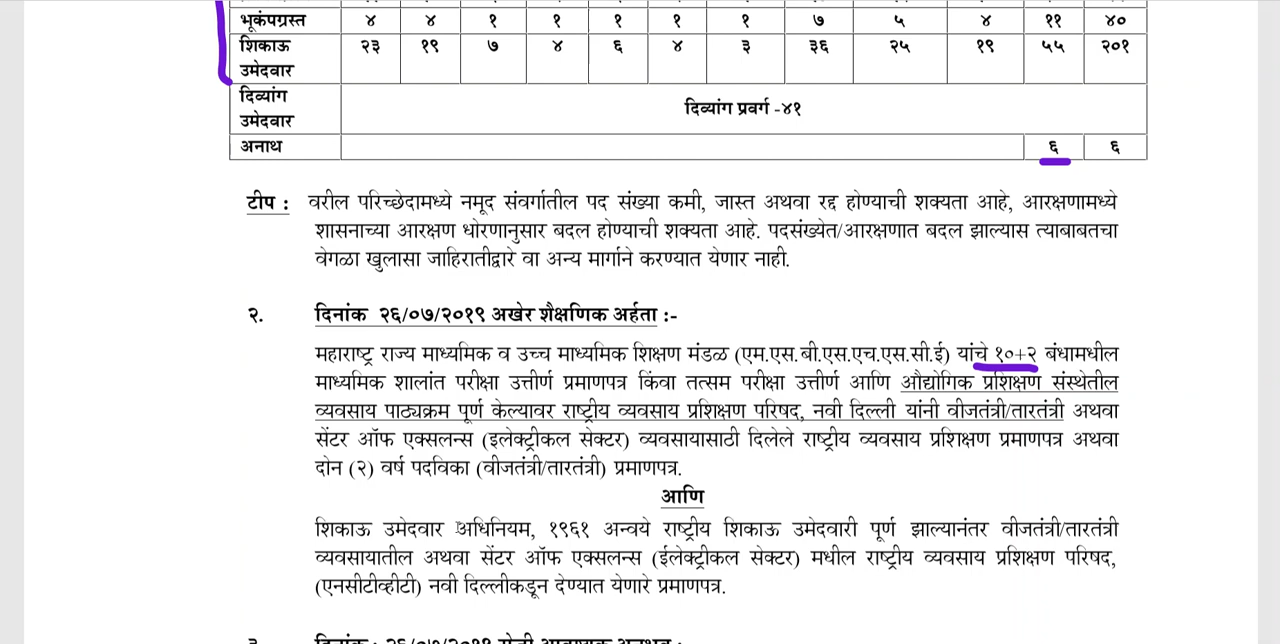 भूकंपग्रस्त ४ ४ १ १ १ १ १ ७ ५ ४ ११ ४०
शिकाऊ उमेदवार २३ १९ ७ ४ ६ ४ ३ ३६ २५ १९ ५५ २०१
दिव्यांग उमेदवार दिव्यांग प्रवर्ग -४१
अनाथ ६ ६
टीप : वरील परिच्छेदामध्ये नमूद संवर्गातील पद संख्या कमी, जास्त अथवा रद्द होण्याची शक्यता आहे, आरक्षणामध्ये
शासनाच्या आरक्षण धोरणानुसार बदल होण्याची शक्यता आहे. पदसंख्येत/आरक्षणात बदल झाल्यास त्याबाबतचा
वेगळा खुलासा जाहिरातीद्वारे वा अन्य मार्गाने करण्यात येणार नाही.
२. दिनांक २६/०७/२०१९ अखेर शैक्षणिक अर्हता :-
महाराष्ट्र राज्य माध्यमिक व उच्च माध्यमिक शिक्षण मंडळ (एम.एस.बी.एस.एच.एस.सी.ई) यांचे १०+२ बंधामधील
माध्यमिक शालांत परीक्षा उत्तीर्ण प्रमाणपत्र किंवा तत्सम परीक्षा उत्तीर्ण आणि औद्योगिक प्रशिक्षण संस्थेतील
व्यवसाय पाठ्यक्रम पूर्ण केल्यावर राष्ट्रीय व्यवसाय प्रशिक्षण परिषद, नवी दिल्ली यांनी वीजतंत्री/तारतंत्री अथवा
सेंटर ऑफ एक्सलन्स (इलेक्ट्रीकल सेक्टर) व्यवसायासाठी दिलेले राष्ट्रीय व्यवसाय प्रशिक्षण प्रमाणपत्र अथवा
दोन (२) वर्ष पदविका (वीजतंत्री/तारतंत्री) प्रमाणपत्र.
आणि
शिकाऊ उमेदवार अधिनियम, १९६१ अन्वये राष्ट्रीय शिकाऊ उमेदवारी पूर्ण झाल्यानंतर वीजतंत्री/तारतंत्री
व्यवसायातील अथवा सेंटर ऑफ एक्सलन्स (ईलेक्ट्रीकल सेक्टर) मधील राष्ट्रीय व्यवसाय प्रशिक्षण परिषद,
(एनसीटीव्हीटी) नवी दिल्लीकडून देण्यात येणारे प्रमाणपत्र.